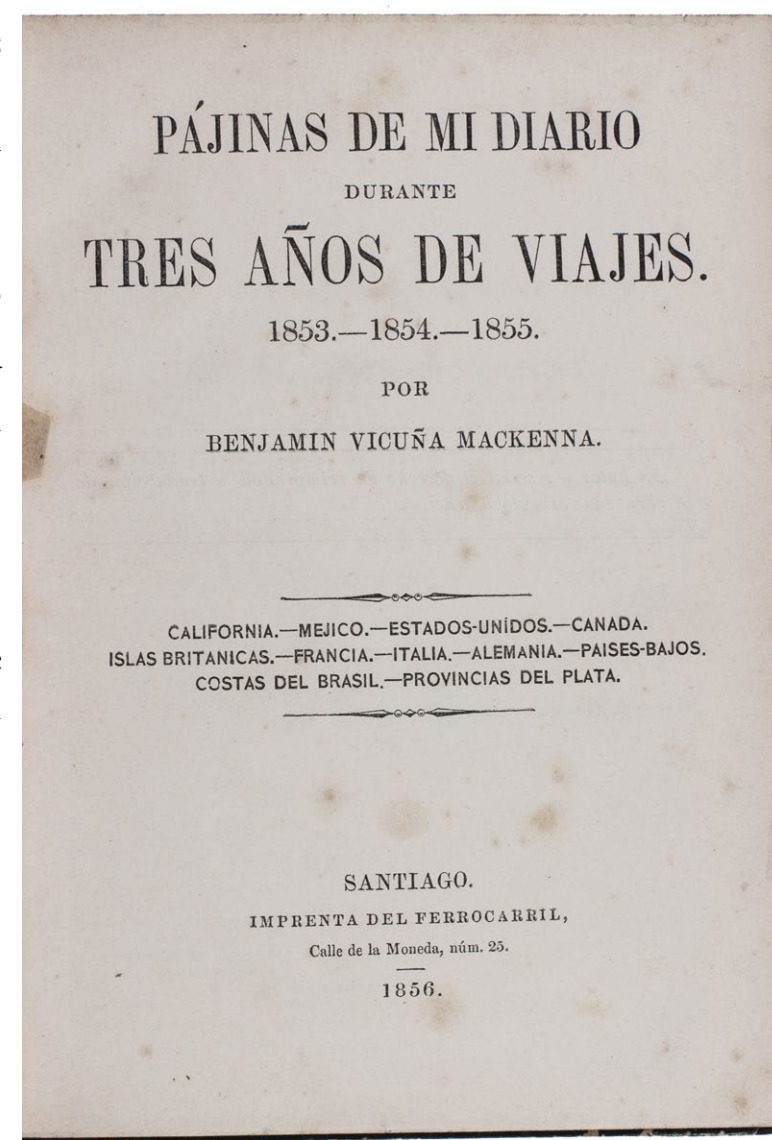 PÁJINAS DE MI DIARIO
DURANTE
TRES AÑOS DE VIAJES.
1853.—1854.—1855.
POR
BENJAMIN VICUÑA MACKENNA.
CALIFORNIA.—MEJICO.—ESTADOS-UNÍDOS.—CANADA.
ISLAS BRITANICAS.—FRANCIA.—ITALIA.—ALEMANIA.—PAISES-BAJOS.
COSTAS DEL BRASIL.—PROVINCIAS DEL PLATA.
SANTIAGO.
IMPRENTA DEL FERROCARRIL,
Calle de la Moneda, núm. 25.
1856.